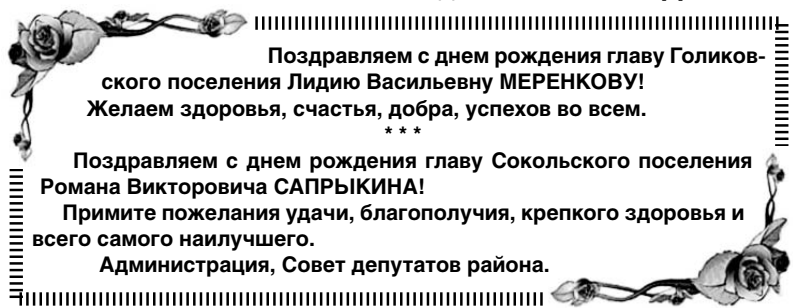 Поздравляем с днем рождения главу Голиков-
ского поселения Лидию Васильевну МЕРЕНКОВУ!
Желаем здоровья, счастья, добра, успехов во всем.
* * *
Поздравляем с днем рождения главу Сокольского поселения
Романа Викторовича САПРЫКИНА!
Примите пожелания удачи, благополучия, крепкого здоровья и
всего самого наилучшего.
Администрация, Совет депутатов района.